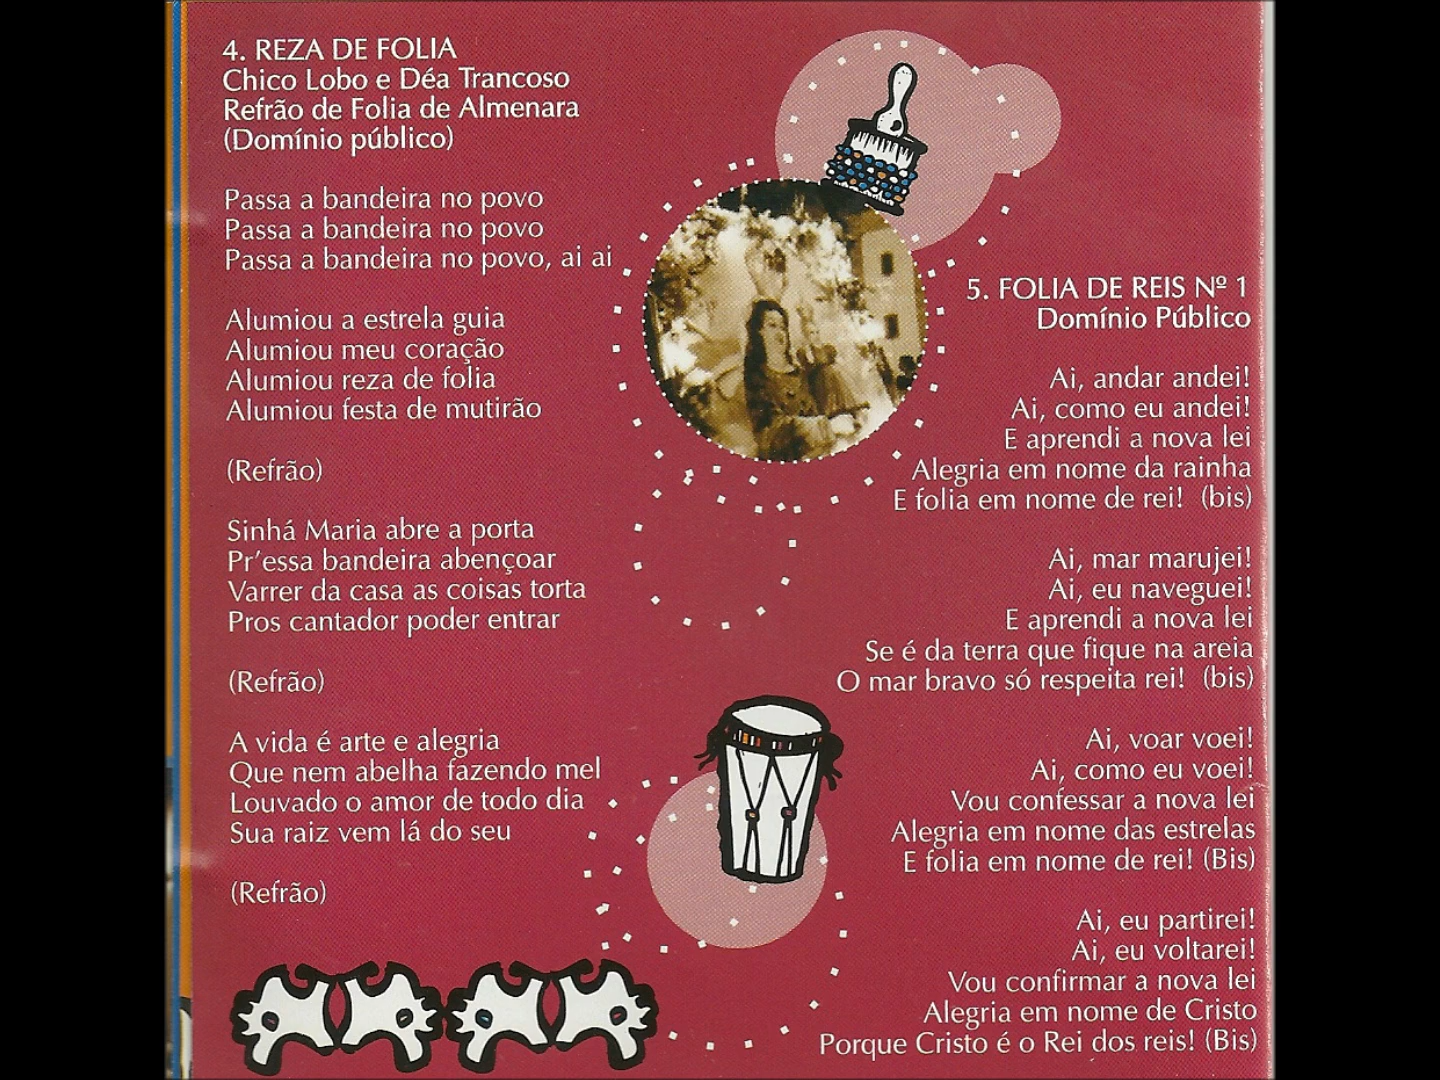 4. REZA DE FOLIA
Chico Lobo e Déa Trancoso
Refrão de Folia de Almenara
(Domínio público)
Passa a bandeira no povo
Passa a bandeira no povo
Passa a bandeira no povo, ai ai
Alumiou a estrela guia
Alumiou meu coração
Alumiou reza de folia
Alumiou festa de mutirão
(Refrão)
Sinhá Maria abre a porta
Pr'essa bandeira abençoar
Varrer da casa as coisas torta
Pros cantador poder entrar
(Refrão)
A vida é arte e alegria
Que nem abelha fazendo mel
Louvado o amor de todo dia
Sua raiz vem lá do seu
(Refrão)
5. FOLIA DE REIS Nº 1
Domínio Público
Ai, andar andei!
Ai, como eu andei!
E aprendi a nova lei
Alegria em nome da rainha
E folia em nome de rei! (bis)
Ai, mar marujei!
Ai, eu naveguei!
E aprendi a nova lei
Se é da terra que fique na areia
O mar bravo só respeita rei! (bis)
Ai, voar voei!
Ai, como eu voei!
Vou confessar a nova lei
Alegria em nome das estrelas
E folia em nome de rei! (Bis)
Ai, eu partirei!
Ai, eu voltarei!
Vou confirmar a nova lei
Alegria em nome de Cristo
Porque Cristo é o Rei dos reis! (Bis)